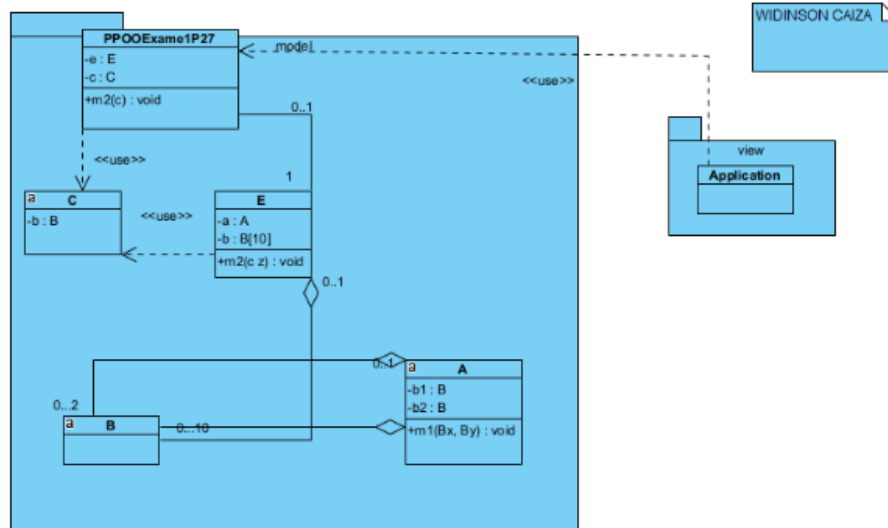 WIDINSON CAIZA
PPOOExame1P27
-e : E
-c : C
+m2(c) : void
model
<<use>>
0..1
<<use>>
1
view
Application
a C
-b : B
<<use>>
E
-a : A
-b : B[10]
+m2(c z) : void
0..1
0..1
a A
-b1 : B
-b2 : B
+m1(Bx, By) : void
0...2
a B
0...10